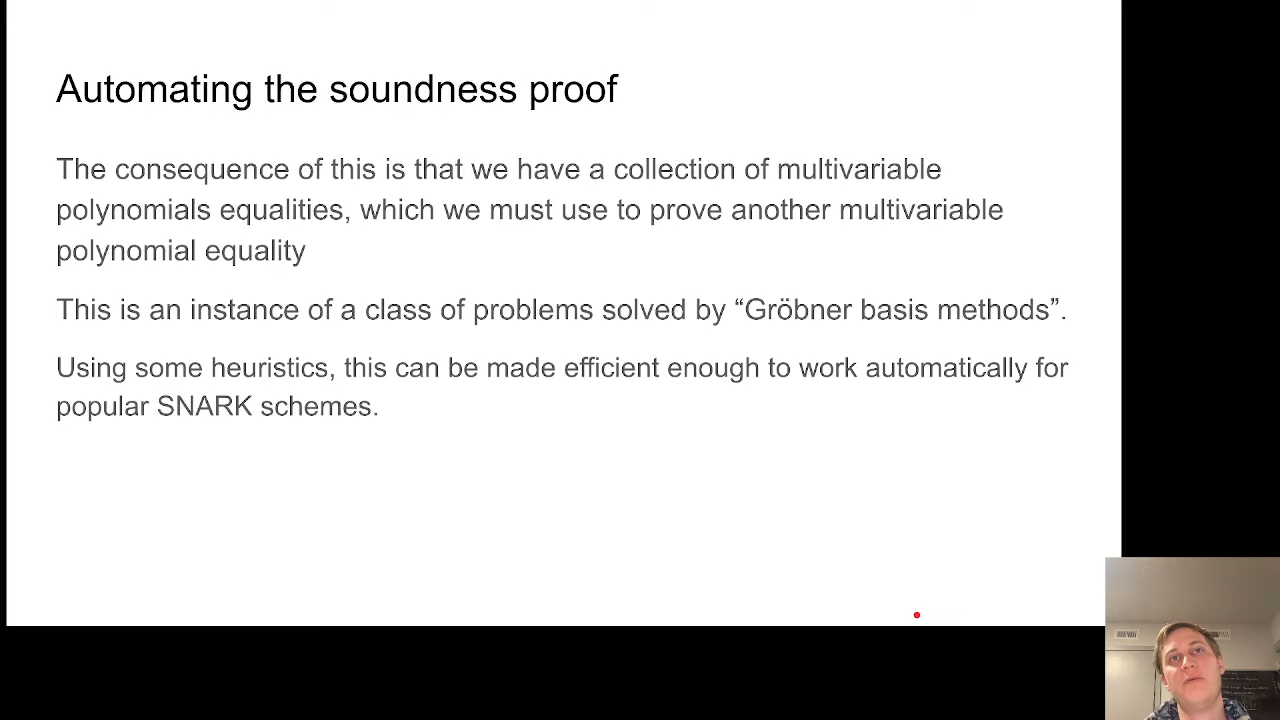 Automating the soundness proof
The consequence of this is that we have a collection of multivariable
polynomials equalities, which we must use to prove another multivariable
polynomial equality
This is an instance of a class of problems solved by “Gröbner basis methods”.
Using some heuristics, this can be made efficient enough to work automatically for
popular SNARK schemes.